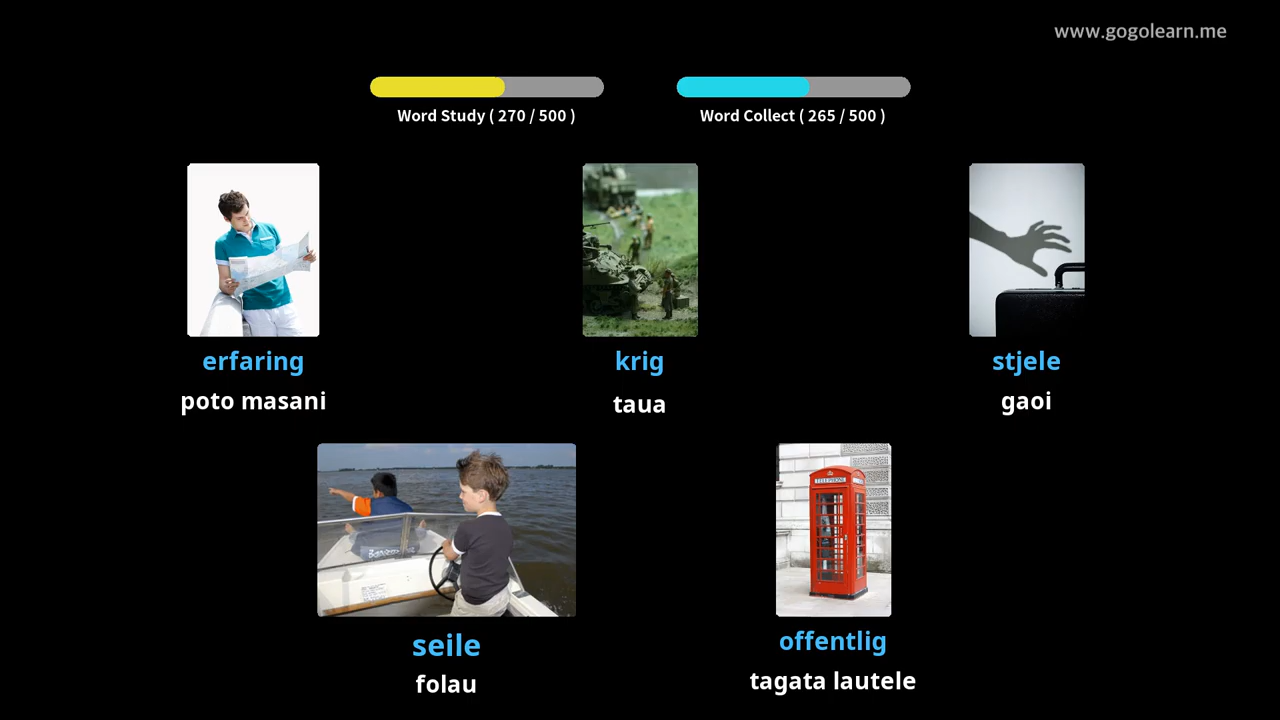 www.gogolearn.me
Word Study ( 270 / 500 )
Word Collect ( 265 / 500 )
erfaring
poto masani
krig
taua
stjele
gaoi
TELEPHONE
seile
folau
offentlig
tagata lautele